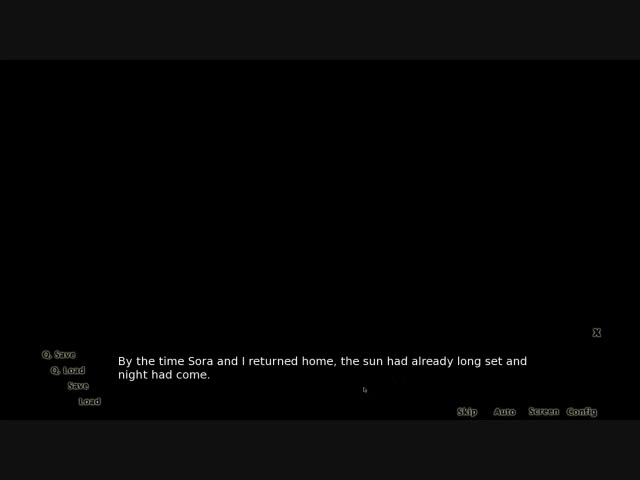 X
Q. Save
By the time Sora and I returned home, the sun had already long set and
Q. Load
night had come.
Save
Load
Skip Auto Screen Config